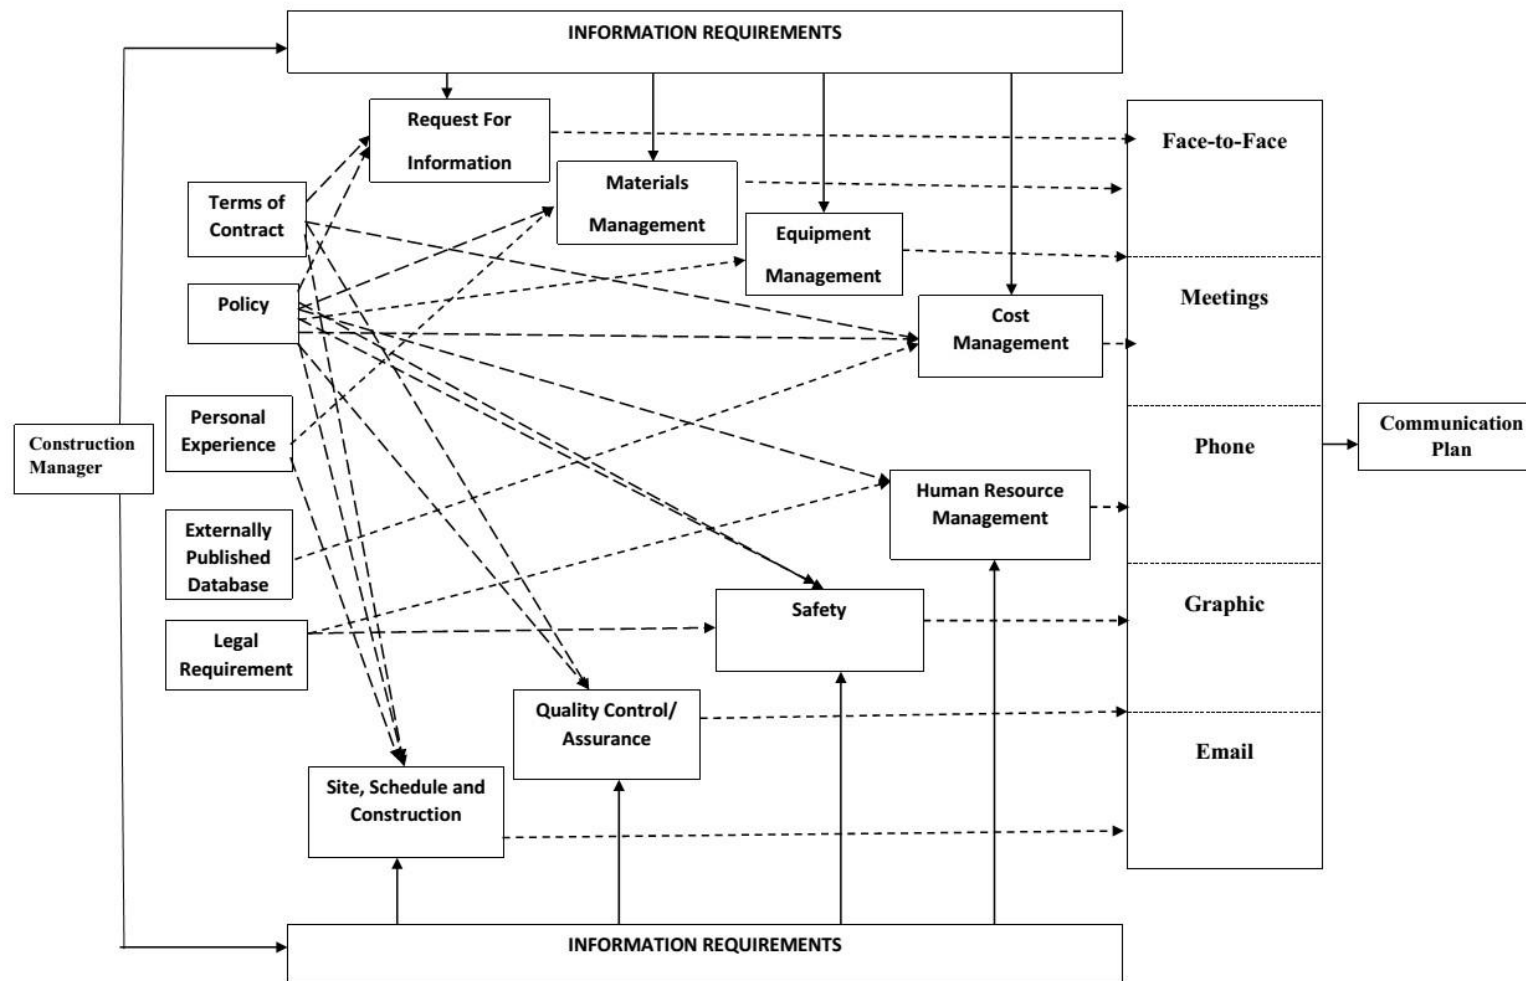 INFORMATION REQUIREMENTS
Request For
Information
Face-to-Face
Materials
Management
Terms of
Contract
Equipment
Management
Policy
Meetings
Cost
Management
Personal
Experience
Construction
Manager
Phone
Communication
Plan
Human Resource
Management
Externally
Published
Database
Safety
Graphic
Legal
Requirement
Quality Control/
Assurance
Email
Site, Schedule and
Construction
INFORMATION REQUIREMENTS